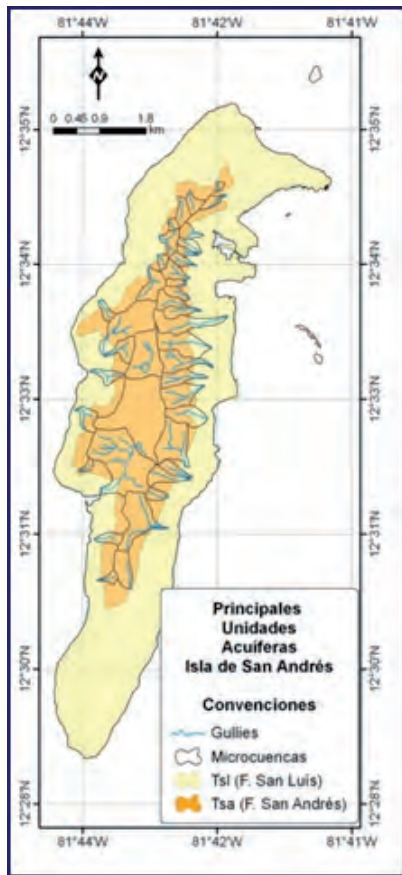 81°44'W 81°42'W 81°41'W
N
0 0.45 0.9 1.8
km
12°35'N 12°35'N
12°34'N 12°34'N
12°33'N 12°33'N
12°31'N 12°31'N
12°30'N 12°30'N
12°28'N 12°28'N
Principales
Unidades
Acuíferas
Isla de San Andrés
Convenciones
Gullies
Microcuencas
Tsl (F. San Luis)
Tsa (F. San Andrés)
81°44'W 81°42'W 81°41'W